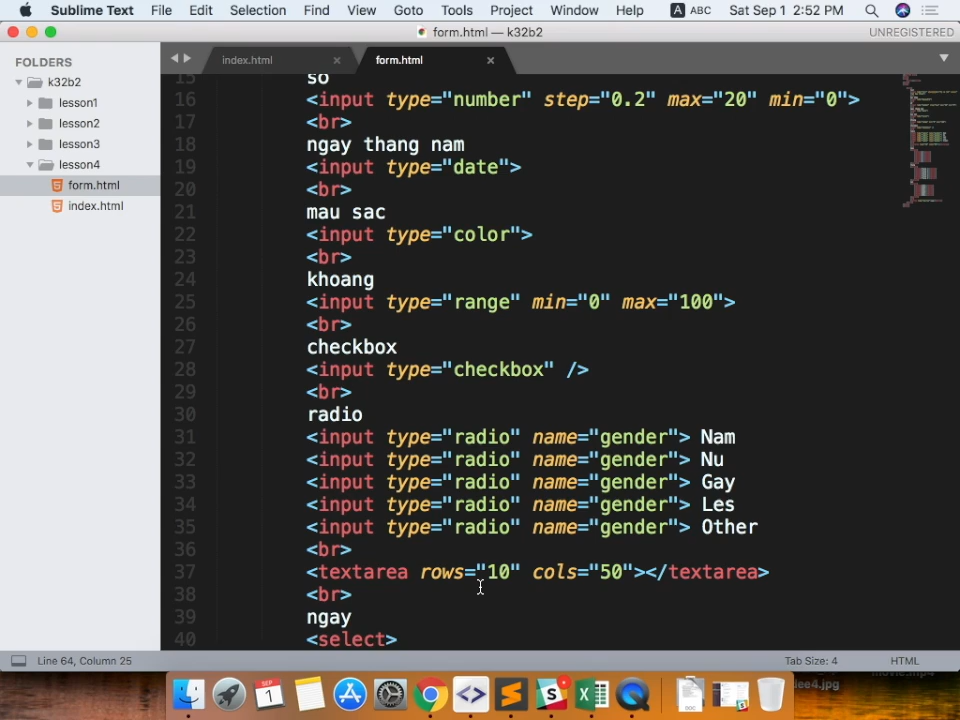 Sublime Text File Edit Selection Find View Goto Tools Project Window Help A ABC Sat Sep 1 2:52 PM
form.html — k32b2 UNREGISTERED
FOLDERS
k32b2
lesson1
lesson2
lesson3
lesson4
form.html
index.html
index.html × form.html ×
15 so
16 <input type="number" step="0.2" max="20" min="0">
17 <br>
18 ngay thang nam
19 <input type="date">
20 <br>
21 mau sac
22 <input type="color">
23 <br>
24 khoang
25 <input type="range" min="0" max="100">
26 <br>
27 checkbox
28 <input type="checkbox" />
29 <br>
30 radio
31 <input type="radio" name="gender"> Nam
32 <input type="radio" name="gender"> Nu
33 <input type="radio" name="gender"> Gay
34 <input type="radio" name="gender"> Les
35 <input type="radio" name="gender"> Other
36 <br>
37 <textarea rows="10" cols="50"></textarea>
38 <br>
39 ngay
40 <select>
Line 64, Column 25 Tab Size: 4 HTML
SEP
1